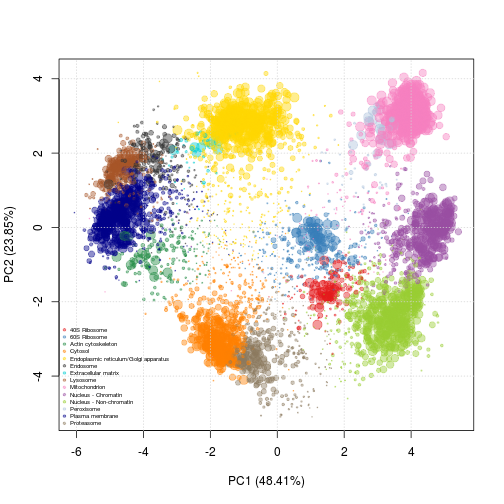 4
2
0
-2
-4
PC2 (23.85%)
40S Ribosome
60S Ribosome
Actin cytoskeleton
Cytosol
Endoplasmic reticulum/Golgi apparatus
Endosome
Extracellular matrix
Lysosome
Mitochondrion
Nucleus - Chromatin
Nucleus - Non-chromatin
Peroxisome
Plasma membrane
Proteasome
-6 -4 -2 0 2 4
PC1 (48.41%)